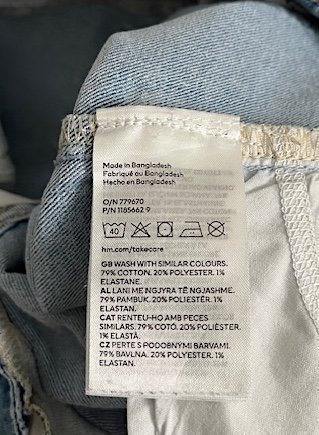 Made in Bangladesh
Fabriqué au Bangladesh
Hecho en Bangladesh
O/N 779670
P/N 1185662-9
40
hm.com/takecare
GB WASH WITH SIMILAR COLOURS.
79% COTTON. 20% POLYESTER. 1%
ELASTANE.
AL LANI ME NGJYRA TË NGJASHME.
79% PAMBUK. 20% POLIESTËR. 1%
ELASTAN.
CAT RENTEU-HO AMB PECES
SIMILARS. 79% COTÓ. 20% POLIÈSTER.
1% ELASTÀ.
CZ PERTE S PODOBNÝMI BARVAMI.
79% BAVLNA. 20% POLYESTER. 1%
ELASTAN.